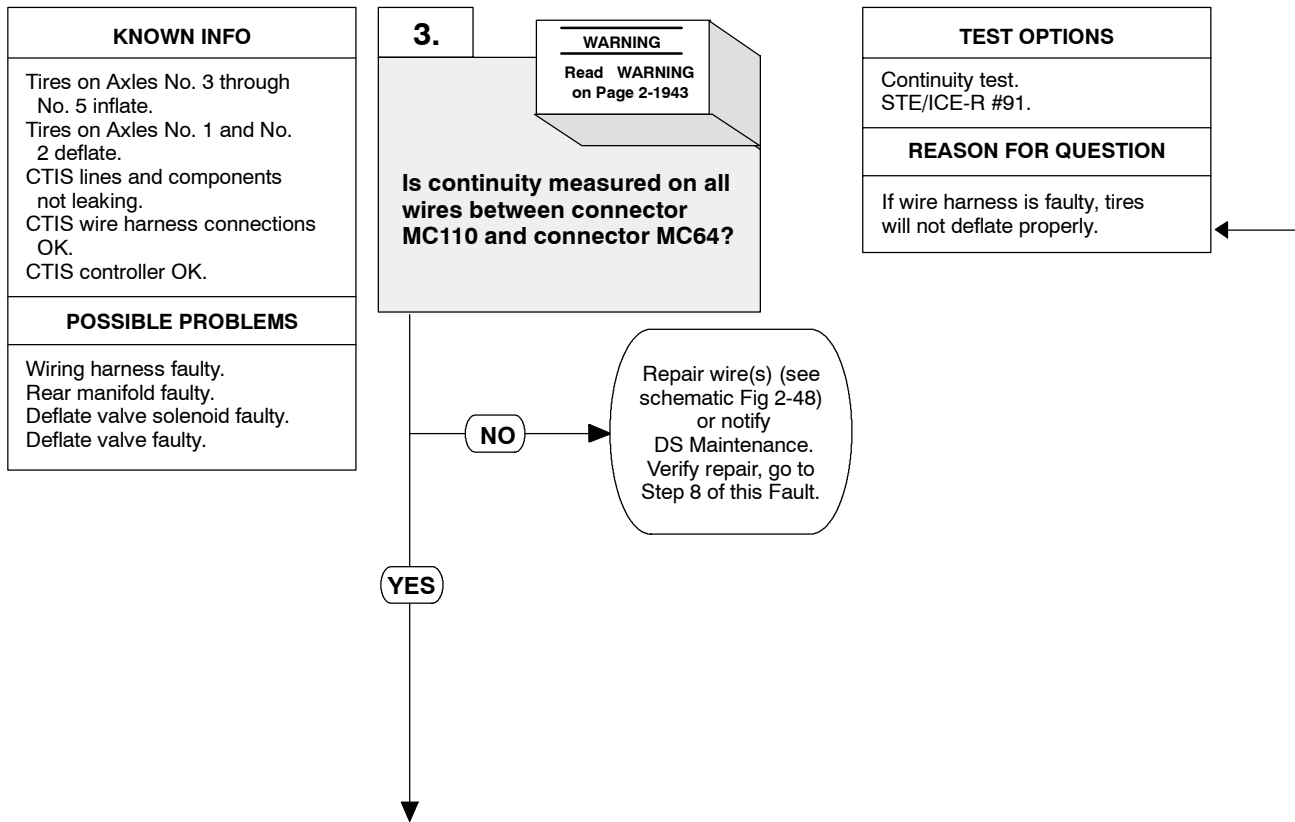 KNOWN INFO
Tires on Axles No. 3 through
No. 5 inflate.
Tires on Axles No. 1 and No.
2 deflate.
CTIS lines and components
not leaking.
CTIS wire harness connections
OK.
CTIS controller OK.
POSSIBLE PROBLEMS
Wiring harness faulty.
Rear manifold faulty.
Deflate valve solenoid faulty.
Deflate valve faulty.
3.
WARNING
Read WARNING
on Page 2-1943
Is continuity measured on all
wires between connector
MC110 and connector MC64?
TEST OPTIONS
Continuity test.
STE/ICE-R #91.
REASON FOR QUESTION
If wire harness is faulty, tires
will not deflate properly.
NO
Repair wire(s) (see
schematic Fig 2-48)
or notify
DS Maintenance.
Verify repair, go to
Step 8 of this Fault.
YES